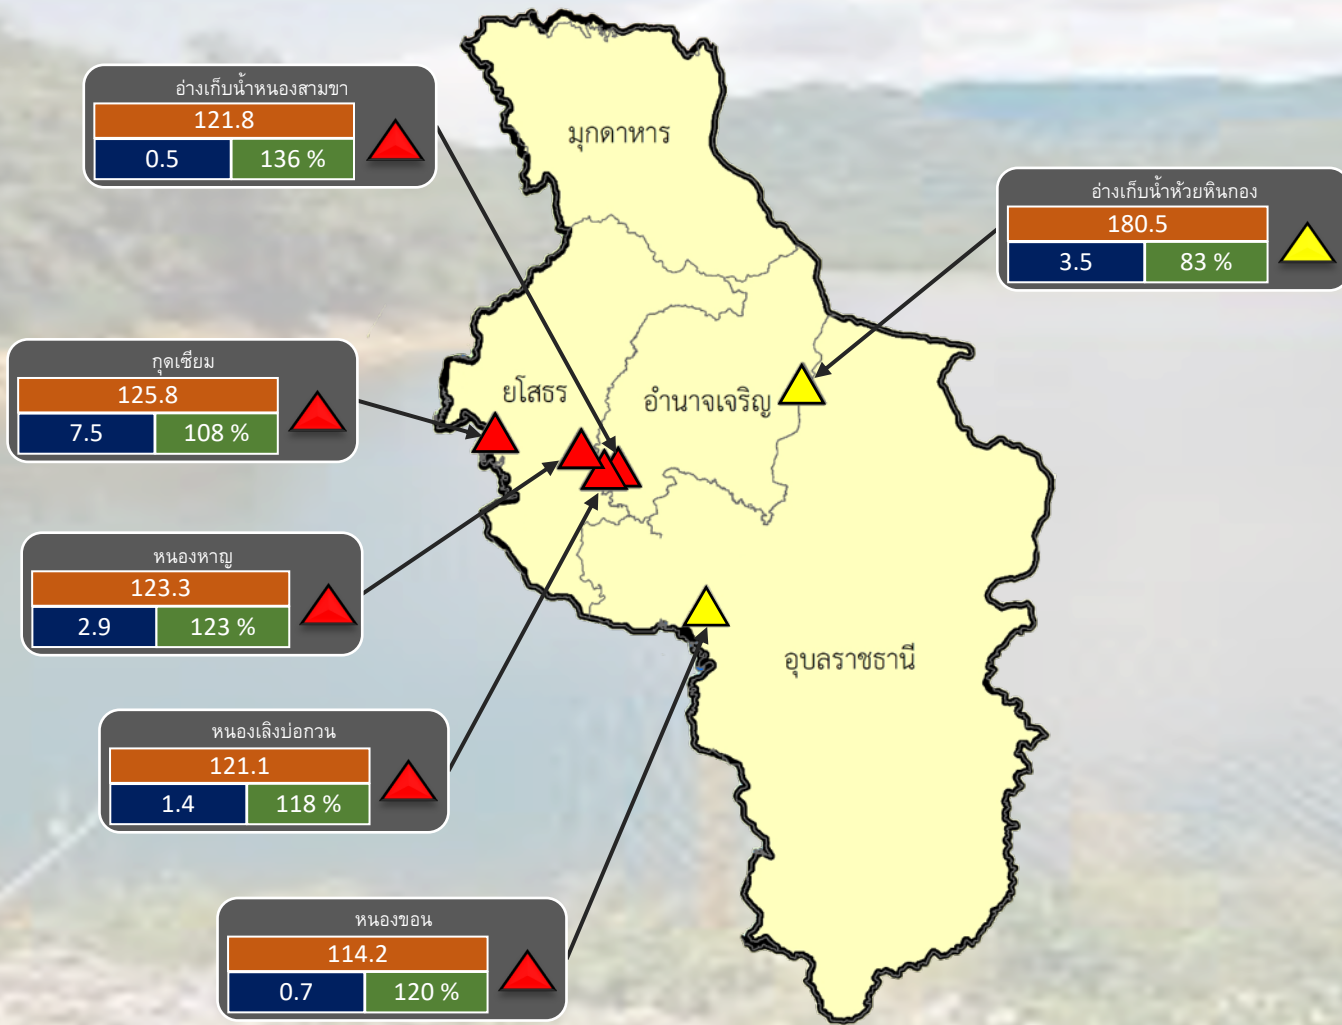 อ่างเก็บน้ำหนองสามขา
121.8
0.5 136 %
มุกดาหาร
อ่างเก็บน้ำห้วยหินกอง
180.5
3.5 83 %
กุดเซียม
125.8
7.5 108 %
ยโสธร
อำนาจเจริญ
หนองหาญ
123.3
2.9 123 %
อุบลราชธานี
หนองเลิงบ่อกวน
121.1
1.4 118 %
หนองขอน
114.2
0.7 120 %